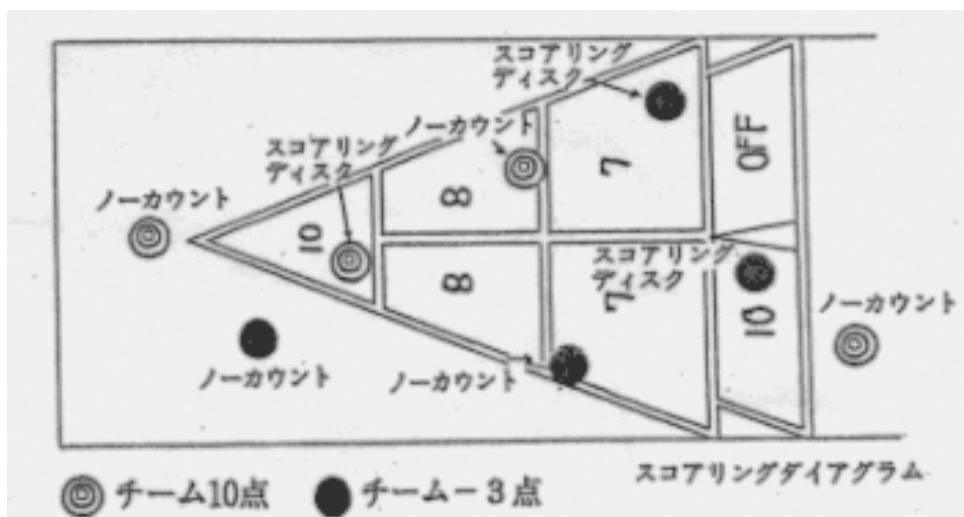 スコアリング
ディスク
ノーカウント
スコアリング
ディスク
ノーカウント
7
OFF
8
10
スコアリング
ディスク
8
7
10
ノーカウント
ノーカウント
ノーカウント
スコアリングダイアグラム
チーム10点
チーム－3点